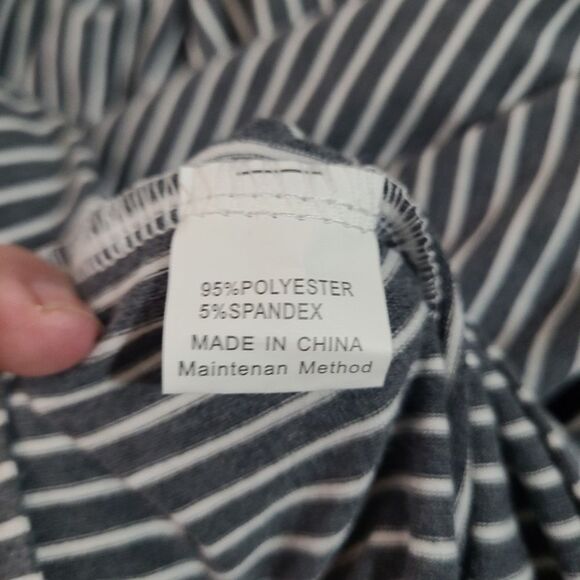 95%POLYESTER
5%SPANDEX
MADE IN CHINA
Maintenan Method